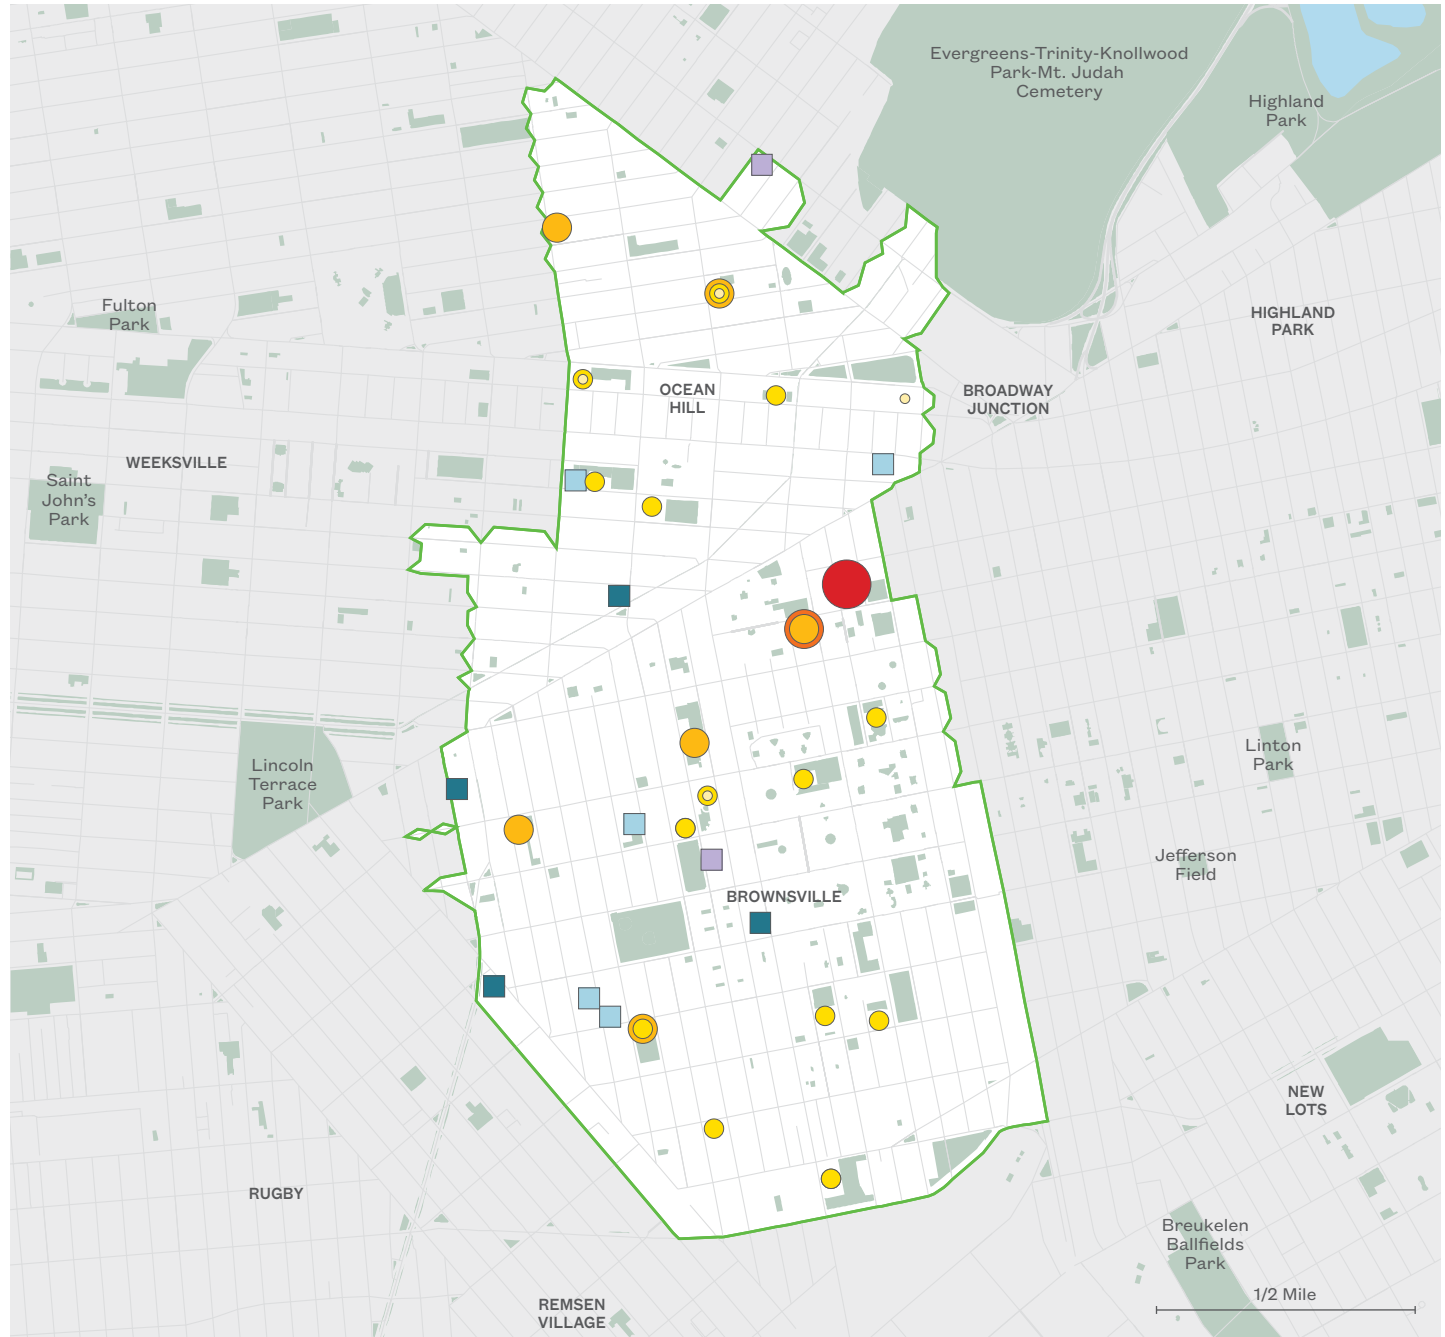 Evergreens-Trinity-Knollwood
Park-Mt. Judah
Cemetery
Highland
Park
Fulton
Park
HIGHLAND
PARK
OCEAN
HILL
BROADWAY
JUNCTION
WEEKSVILLE
Saint
John's
Park
Lincoln
Terrace
Park
Linton
Park
Jefferson
Field
BROWNSVILLE
NEW
LOTS
RUGBY
Breukelen
Ballfields
Park
1/2 Mile
REMSEN
VILLAGE